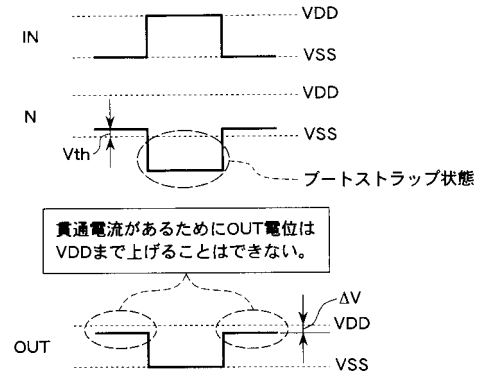 IN
VDD
VSS
N
VDD
VSS
Vth
ブートストラップ状態
貫通電流があるためにOUT電位は
VDDまで上げることはできない。
OUT
ΔV
VDD
VSS